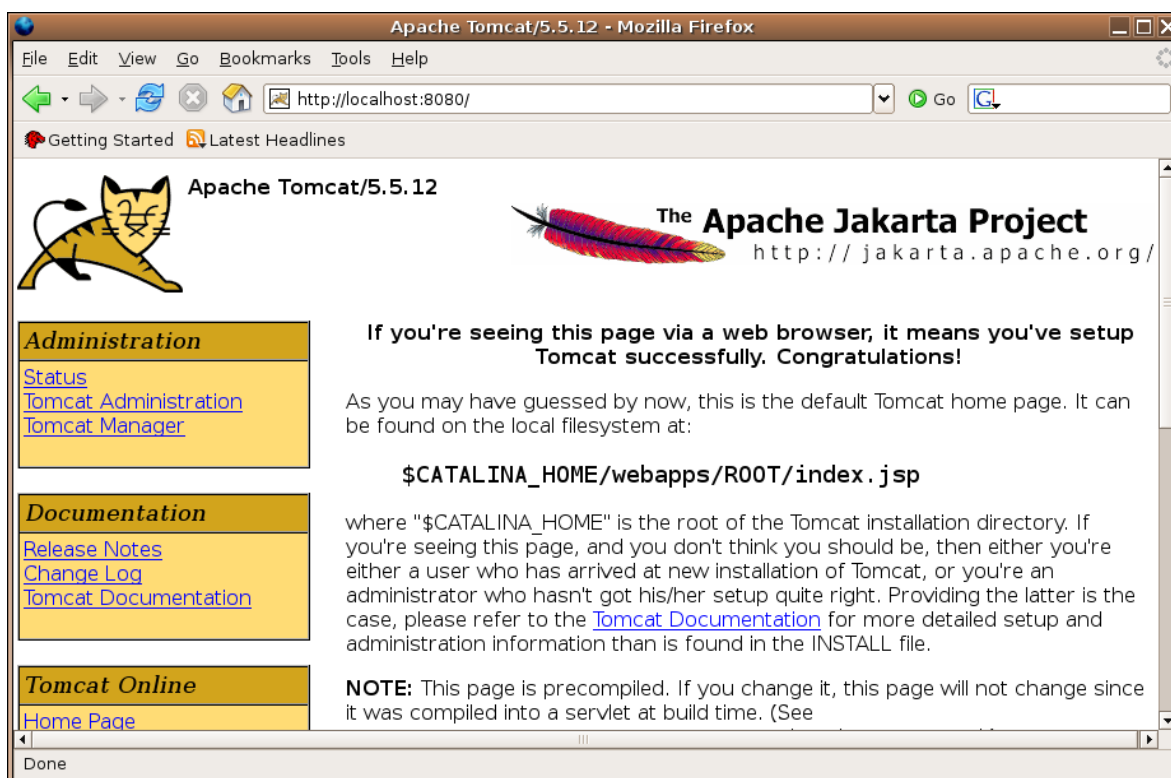 Apache Tomcat/5.5.12 - Mozilla Firefox
File Edit View Go Bookmarks Tools Help
http://localhost:8080/ Go G
Getting Started Latest Headlines
Apache Tomcat/5.5.12
The Apache Jakarta Project
http://jakarta.apache.org/
Administration
Status
Tomcat Administration
Tomcat Manager
Documentation
Release Notes
Change Log
Tomcat Documentation
Tomcat Online
Home Page
If you're seeing this page via a web browser, it means you've setup
Tomcat successfully. Congratulations!
As you may have guessed by now, this is the default Tomcat home page. It can
be found on the local filesystem at:
$CATALINA_HOME/webapps/ROOT/index.jsp
where "$CATALINA_HOME" is the root of the Tomcat installation directory. If
you're seeing this page, and you don't think you should be, then either you're
either a user who has arrived at new installation of Tomcat, or you're an
administrator who hasn't got his/her setup quite right. Providing the latter is the
case, please refer to the Tomcat Documentation for more detailed setup and
administration information than is found in the INSTALL file.
NOTE: This page is precompiled. If you change it, this page will not change since
it was compiled into a servlet at build time. (See
Done